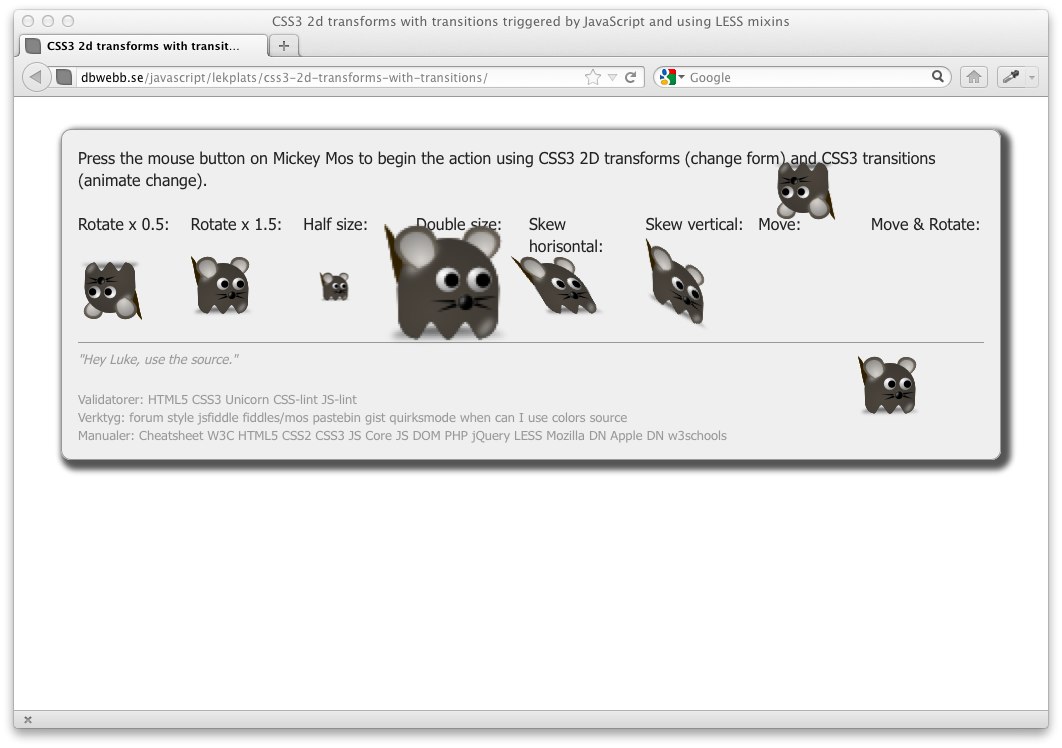 CSS3 2d transforms with transitions triggered by JavaScript and using LESS mixins
CSS3 2d transforms with transit...
dbwebb.se/javascript/lekplats/css3-2d-transforms-with-transitions/
Google
Press the mouse button on Mickey Mos to begin the action using CSS3 2D transforms (change form) and CSS3 transitions
(animate change).
Rotate x 0.5: Rotate x 1.5: Half size: Double size: Skew horisontal: Skew vertical: Move: Move & Rotate:
"Hey Luke, use the source."
Validatorer: HTML5 CSS3 Unicorn CSS-lint JS-lint
Verktyg: forum style jsfiddle fiddles/mos pastebin gist quirksmode when can I use colors source
Manualer: Cheatsheet W3C HTML5 CSS2 CSS3 JS Core JS DOM PHP jQuery LESS Mozilla DN Apple DN w3schools